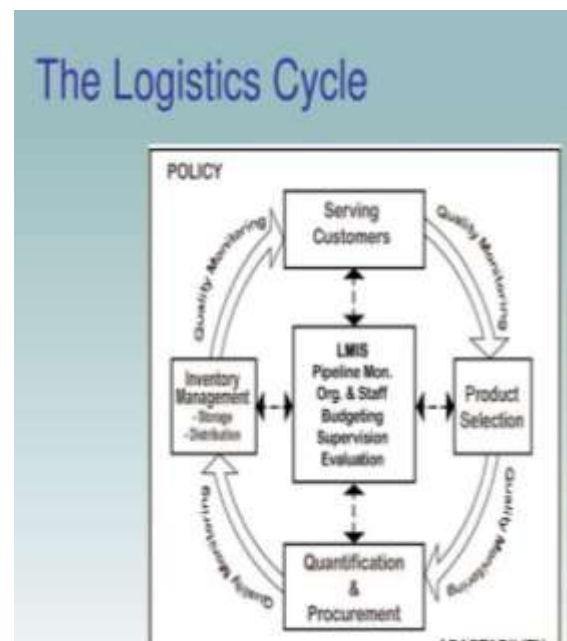 The Logistics Cycle
POLICY
Serving
Customers
Quality Monitoring
Quality Monitoring
LMIS
Pipeline Mon.
Org. & Staff
Budgeting
Supervision
Evaluation
Inventory
Management
- Storage
- Distribution
Product
Selection
Quality Monitoring
Quality Monitoring
Quantification
&
Procurement